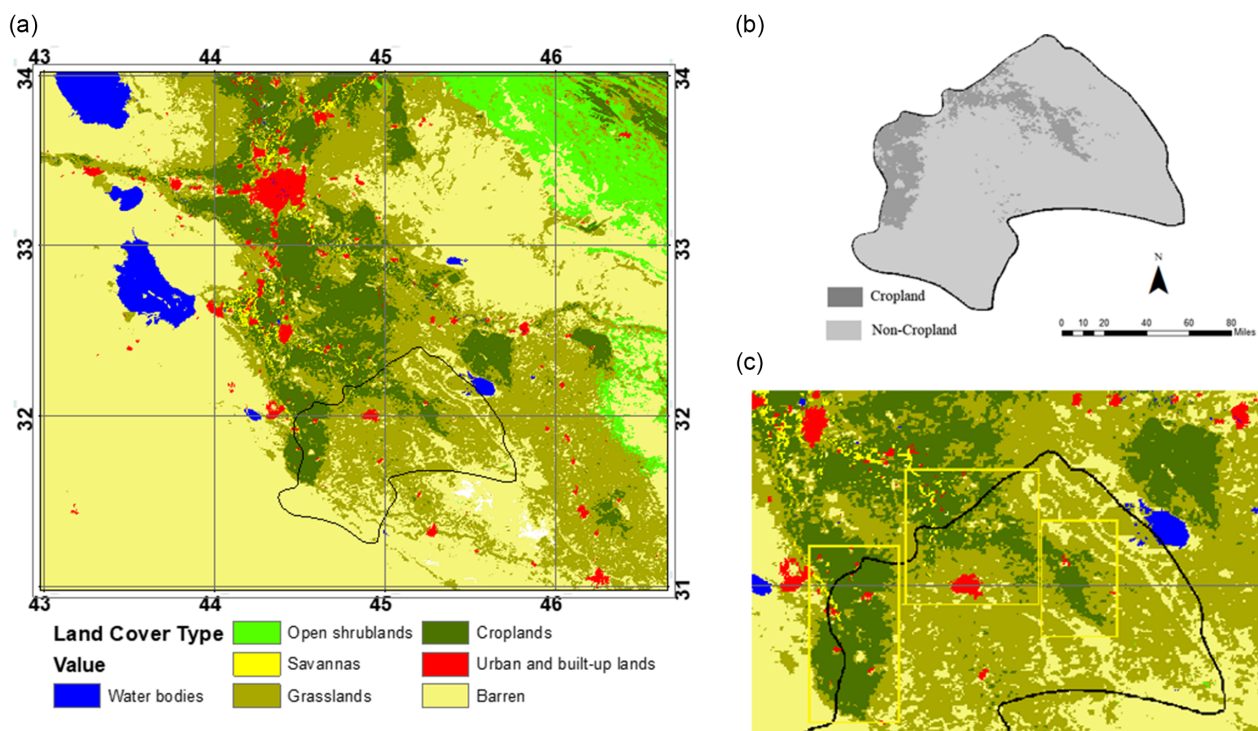 (a)
43 44 45 46
34 34
33 33
32 32
31 31
43 44 45 46
Land Cover Type
Value
Water bodies
Open shrublands
Savannas
Grasslands
Croplands
Urban and built-up lands
Barren
(b)
N
Cropland
Non-Cropland
0 10 20 40 60 80
Miles
(c)